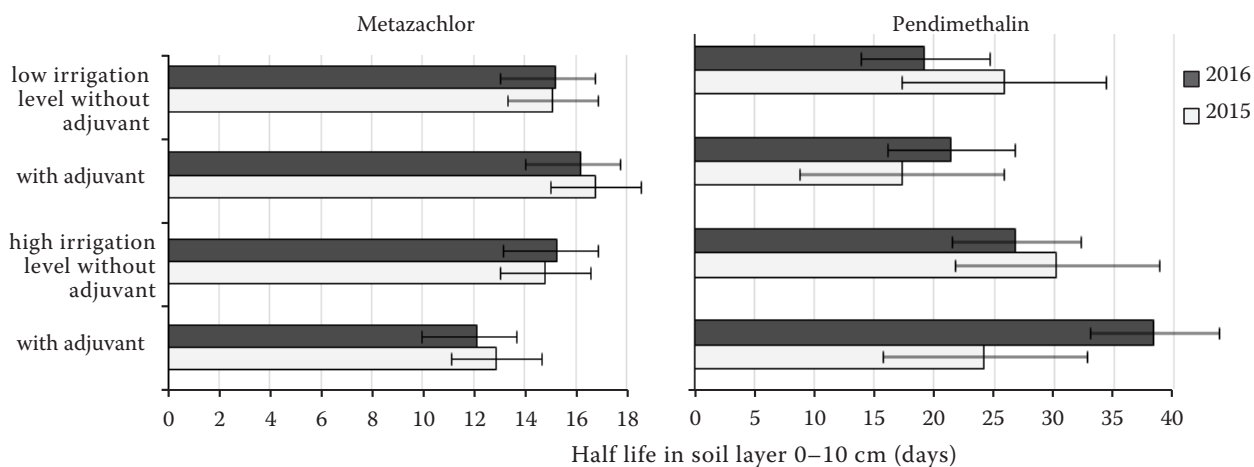 Metazachlor
Pendimethalin
low irrigation
level without
adjuvant
with adjuvant
high irrigation
level without
adjuvant
with adjuvant
2016
2015
0 2 4 6 8 10 12 14 16 18
0 5 10 15 20 25 30 35 40
Half life in soil layer 0–10 cm (days)